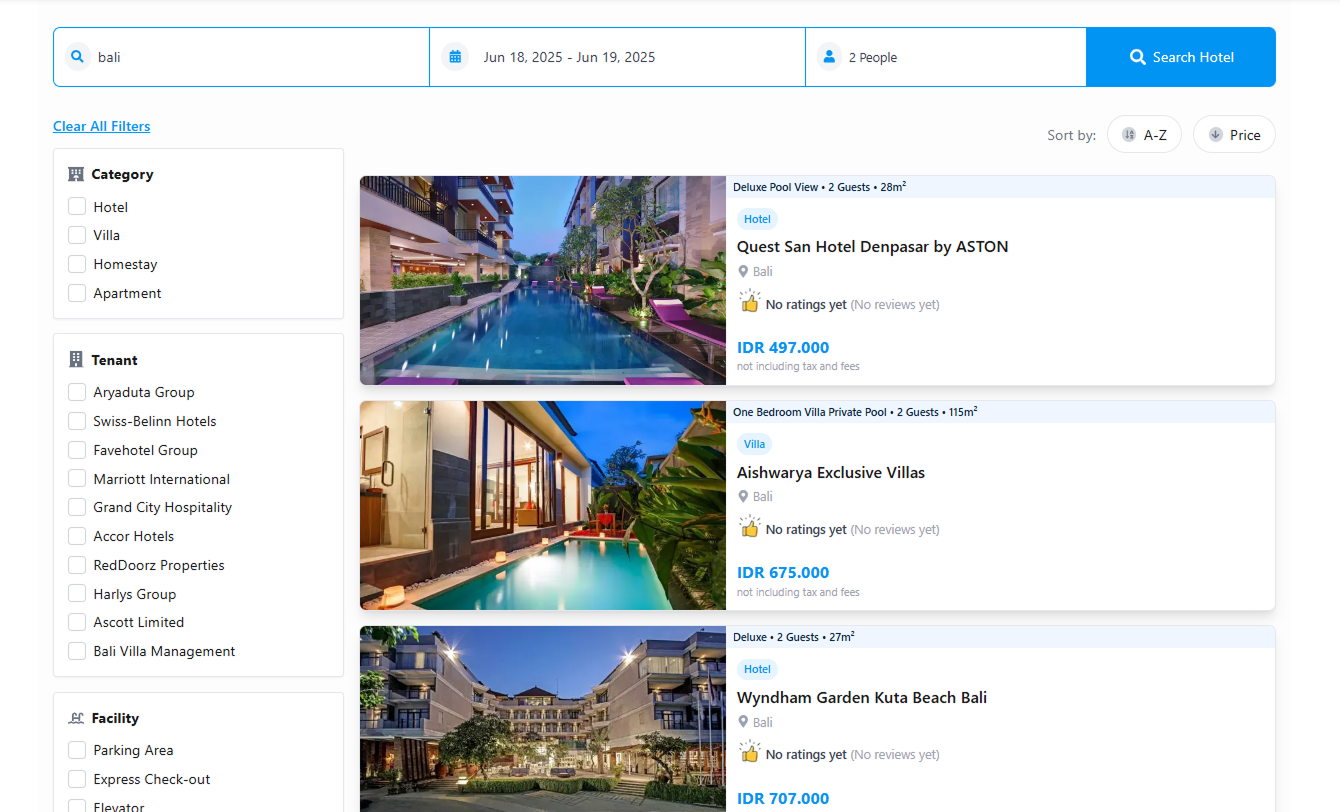 bali
Jun 18, 2025 - Jun 19, 2025
2 People
Search Hotel
Clear All Filters
Sort by:
A-Z
Price
Category
Hotel
Villa
Homestay
Apartment
Tenant
Aryaduta Group
Swiss-Belinn Hotels
Favehotel Group
Marriott International
Grand City Hospitality
Accor Hotels
RedDoorz Properties
Harlys Group
Ascott Limited
Bali Villa Management
Facility
Parking Area
Express Check-out
Elevator
Deluxe Pool View • 2 Guests • 28m²
Hotel
Quest San Hotel Denpasar by ASTON
Bali
No ratings yet (No reviews yet)
IDR 497.000
not including tax and fees
One Bedroom Villa Private Pool • 2 Guests • 115m²
Villa
Aishwarya Exclusive Villas
Bali
No ratings yet (No reviews yet)
IDR 675.000
not including tax and fees
Deluxe • 2 Guests • 27m²
Hotel
Wyndham Garden Kuta Beach Bali
Bali
No ratings yet (No reviews yet)
IDR 707.000